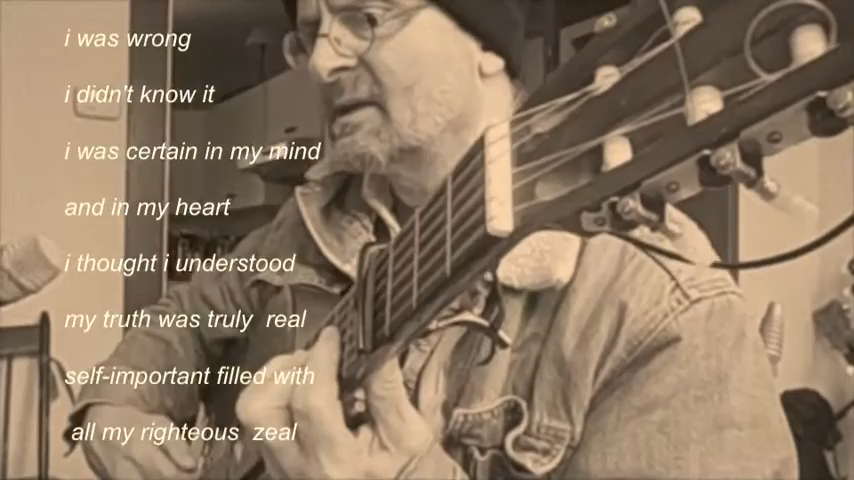 i was wrong
i didn't know it
i was certain in my mind
and in my heart
i thought i understood
my truth was truly  real
self-important filled with
all my righteous  zeal